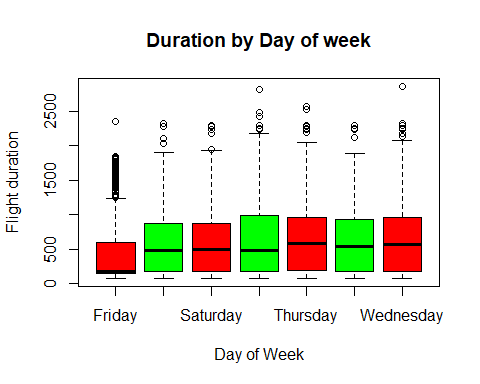 Duration by Day of week
Flight duration
2500
1500
500
0
Friday Saturday Thursday Wednesday
Day of Week